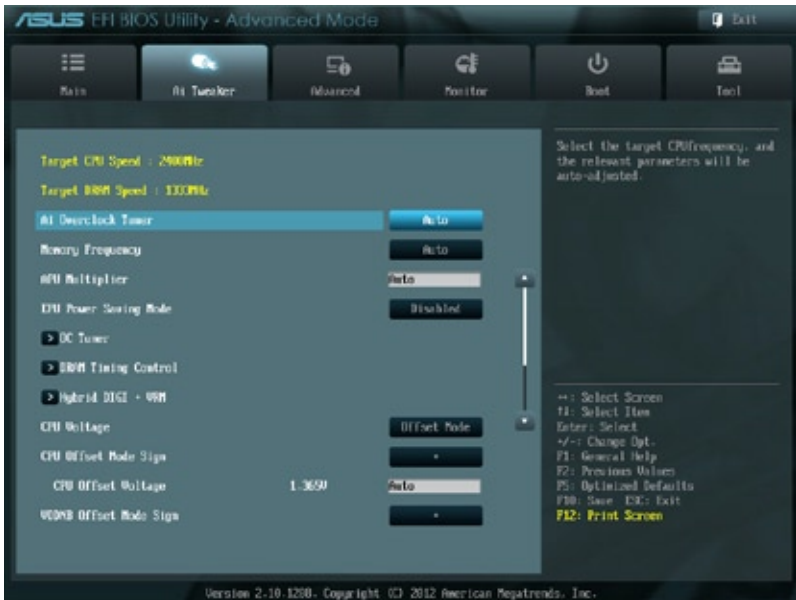 ASUS EFI BIOS Utility - Advanced Mode
Exit
Main
Ai Tweaker
Advanced
Monitor
Boot
Tool
Target CPU Speed : 2400MHz
Target DRAM Speed : 1333MHz
Ai Overclock Tuner
Auto
Memory Frequency
Auto
APU Multiplier
Auto
EPU Power Saving Mode
Disabled
> OC Tuner
> DRAM Timing Control
> Hybrid DIGI + VRM
CPU Voltage
Offset Mode
CPU Offset Mode Sign
CPU Offset Voltage
1.365V
Auto
VDDNB Offset Mode Sign
Select the target CPUfrequency, and
the relevant parameters will be
auto-adjusted.
↔: Select Screen
↑↓: Select Item
Enter: Select
+/-: Change Opt.
F1: General Help
F2: Previous Values
F5: Optimized Defaults
F10: Save ESC: Exit
F12: Print Screen
Version 2.10.1208. Copyright (C) 2012 American Megatrends, Inc.